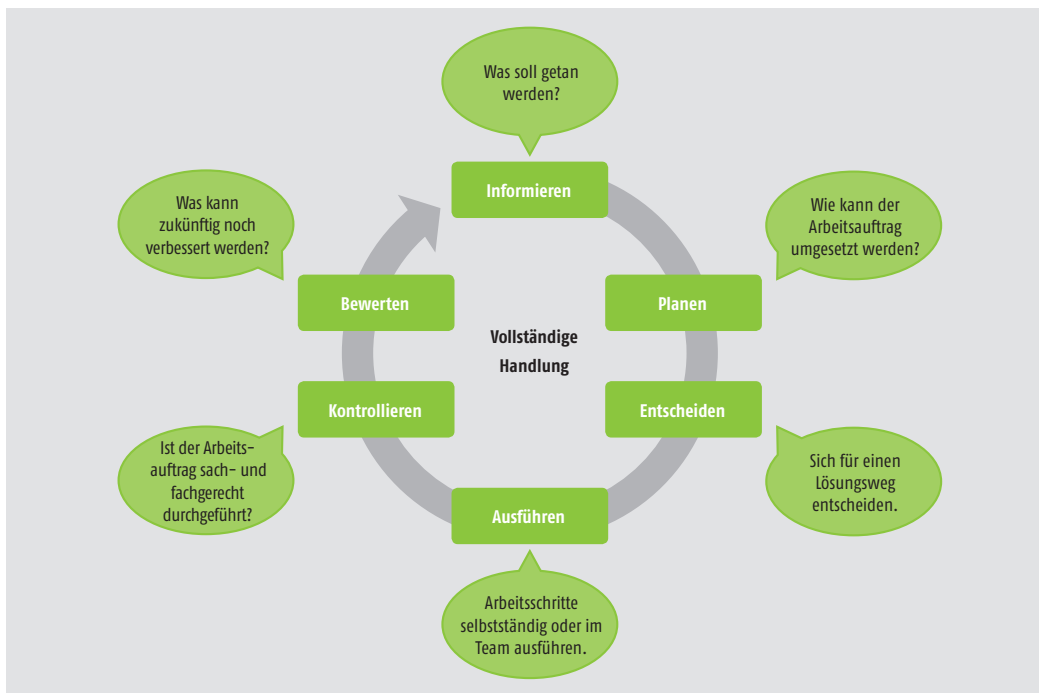 Was soll getan
werden?
Informieren
Wie kann der
Arbeitsauftrag
umgesetzt werden?
Planen
Entscheiden
Sich für einen
Lösungsweg
entscheiden.
Ausführen
Arbeitsschritte
selbstständig oder im
Team ausführen.
Kontrollieren
Ist der Arbeits-
auftrag sach- und
fachgerecht
durchgeführt?
Bewerten
Was kann
zukünftig noch
verbessert werden?
Vollständige
Handlung